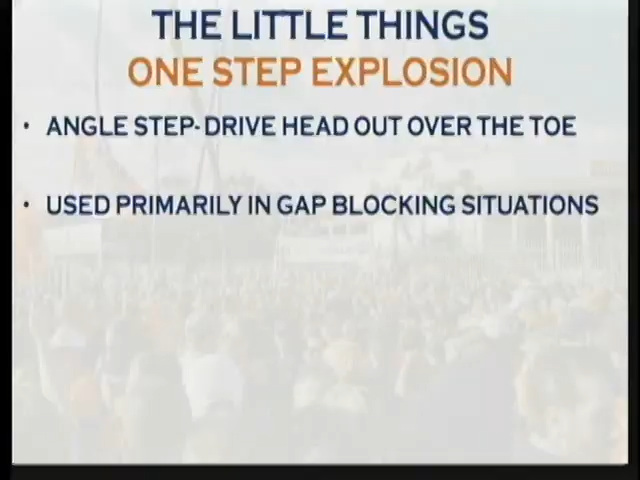 THE LITTLE THINGS
ONE STEP EXPLOSION
• ANGLE STEP- DRIVE HEAD OUT OVER THE TOE
• USED PRIMARILY IN GAP BLOCKING SITUATIONS